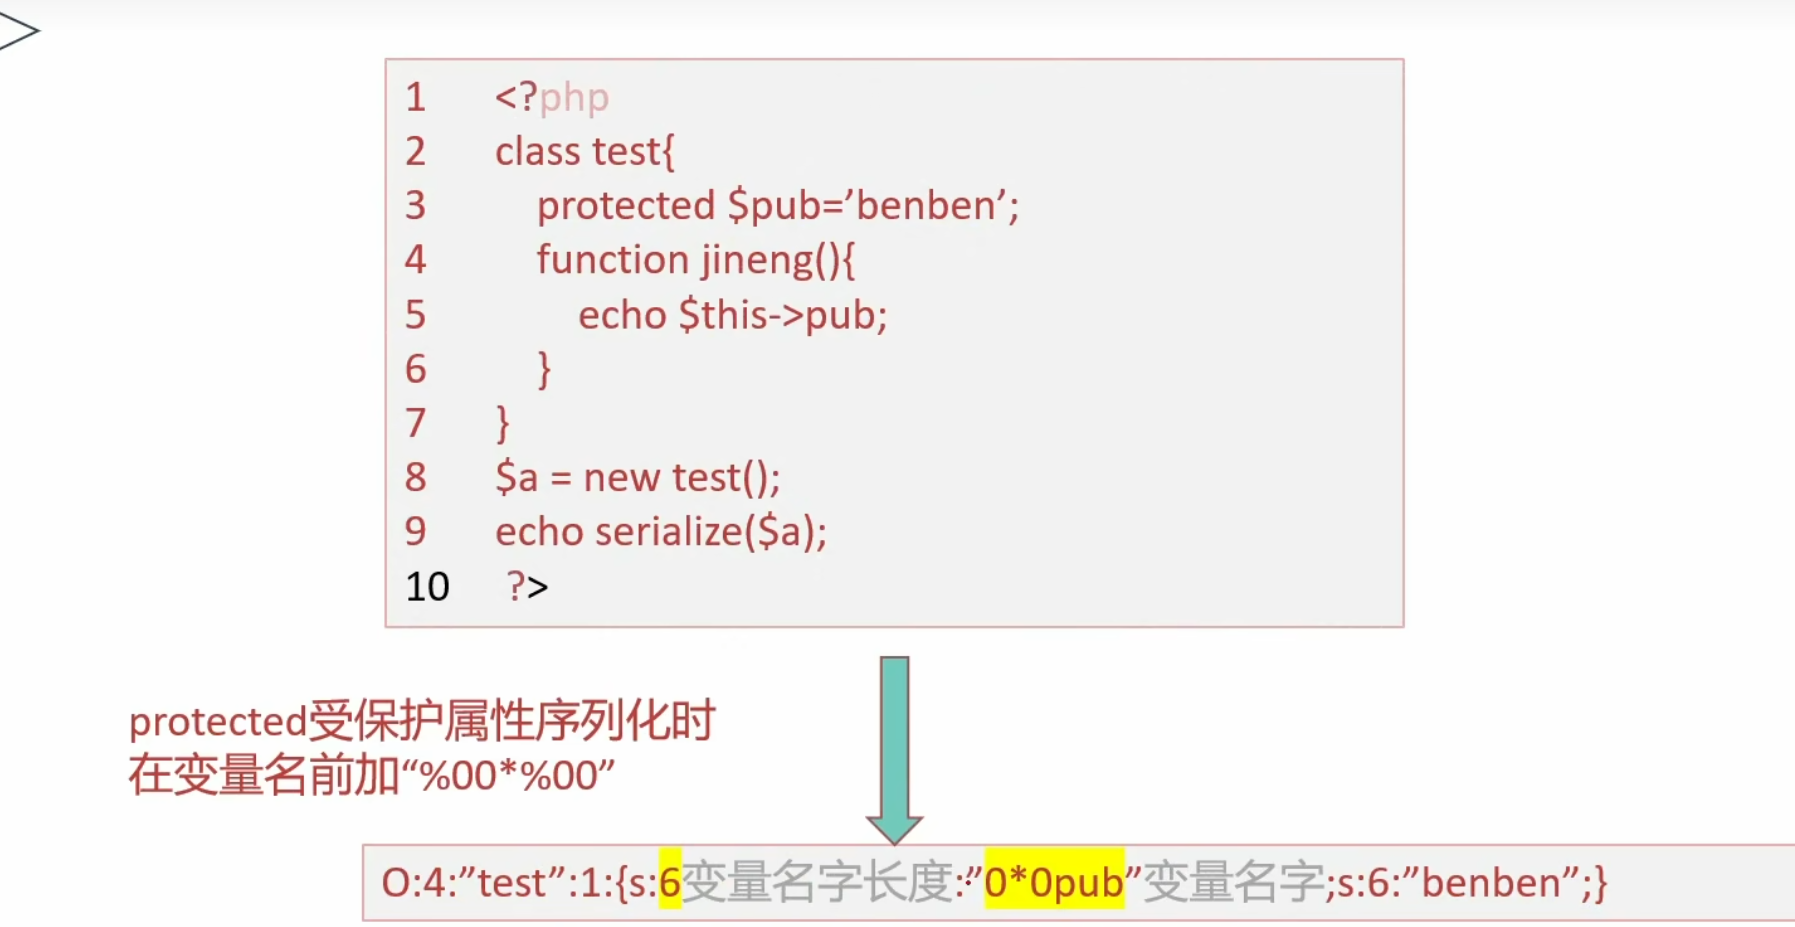 1 <?php
2 class test{
3 protected $pub=’benben’;
4 function jineng(){
5 echo $this->pub;
6 }
7 }
8 $a = new test();
9 echo serialize($a);
10 ?>
protected受保护属性序列化时
在变量名前加“%00*%00”
O:4:”test”:1:{s:6变量名字长度:”0*0pub”变量名字;s:6:”benben”;}